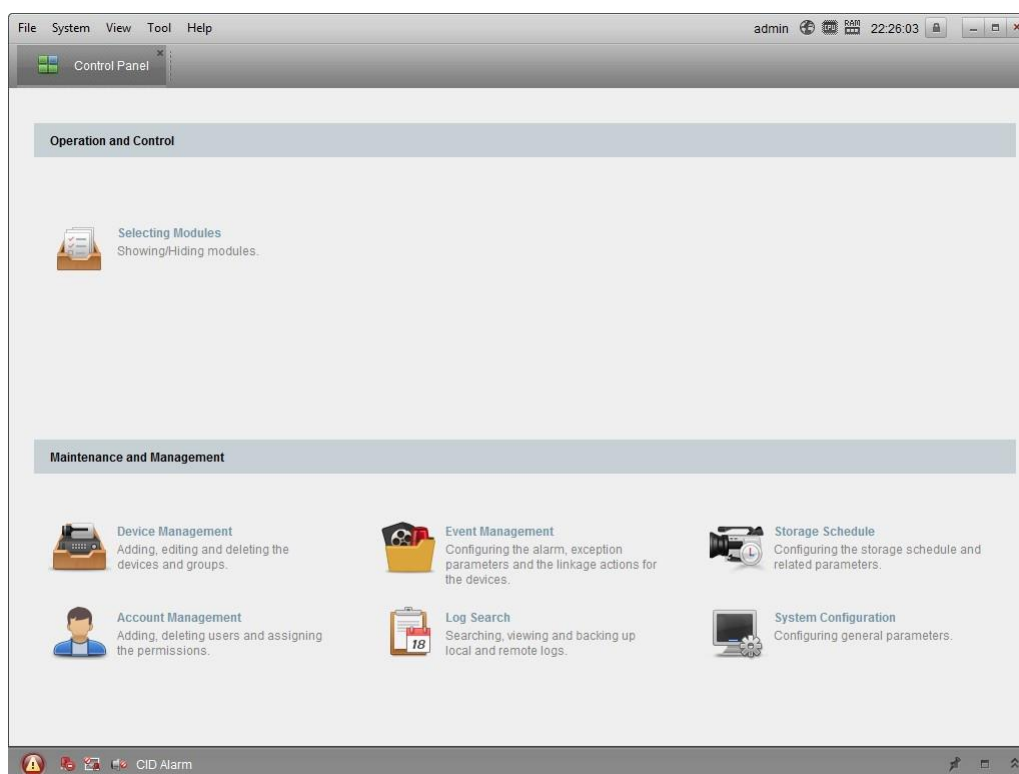 File System View Tool Help
admin CPU RAM 22:26:03
Control Panel
Operation and Control
Selecting Modules
Showing/Hiding modules.
Maintenance and Management
Device Management
Adding, editing and deleting the
devices and groups.
Event Management
Configuring the alarm, exception
parameters and the linkage actions for
the devices.
Storage Schedule
Configuring the storage schedule and
related parameters.
Account Management
Adding, deleting users and assigning
the permissions.
Log Search
Searching, viewing and backing up
local and remote logs.
18
System Configuration
Configuring general parameters.
CID Alarm